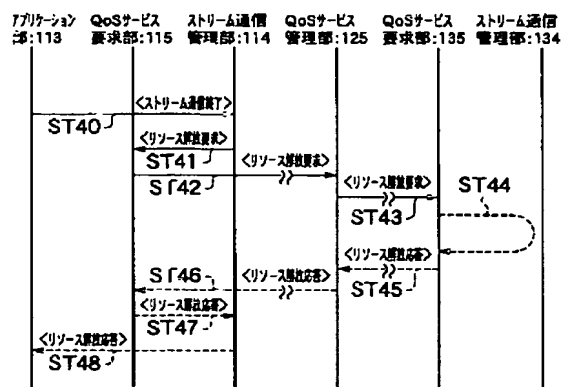 アプリケーション部:113
QoSサービス要求部:115
ストリーム通信管理部:114
QoSサービス管理部:125
QoSサービス要求部:135
ストリーム通信管理部:134
<ストリーム通信終了>
ST40
<リソース解放要求>
ST41
<リソース解放要求>
ST42
<リソース解放要求>
ST43
ST44
<リソース解放応答>
ST45
<リソース解放応答>
ST46
<リソース解放応答>
ST47
<リソース解放応答>
ST48